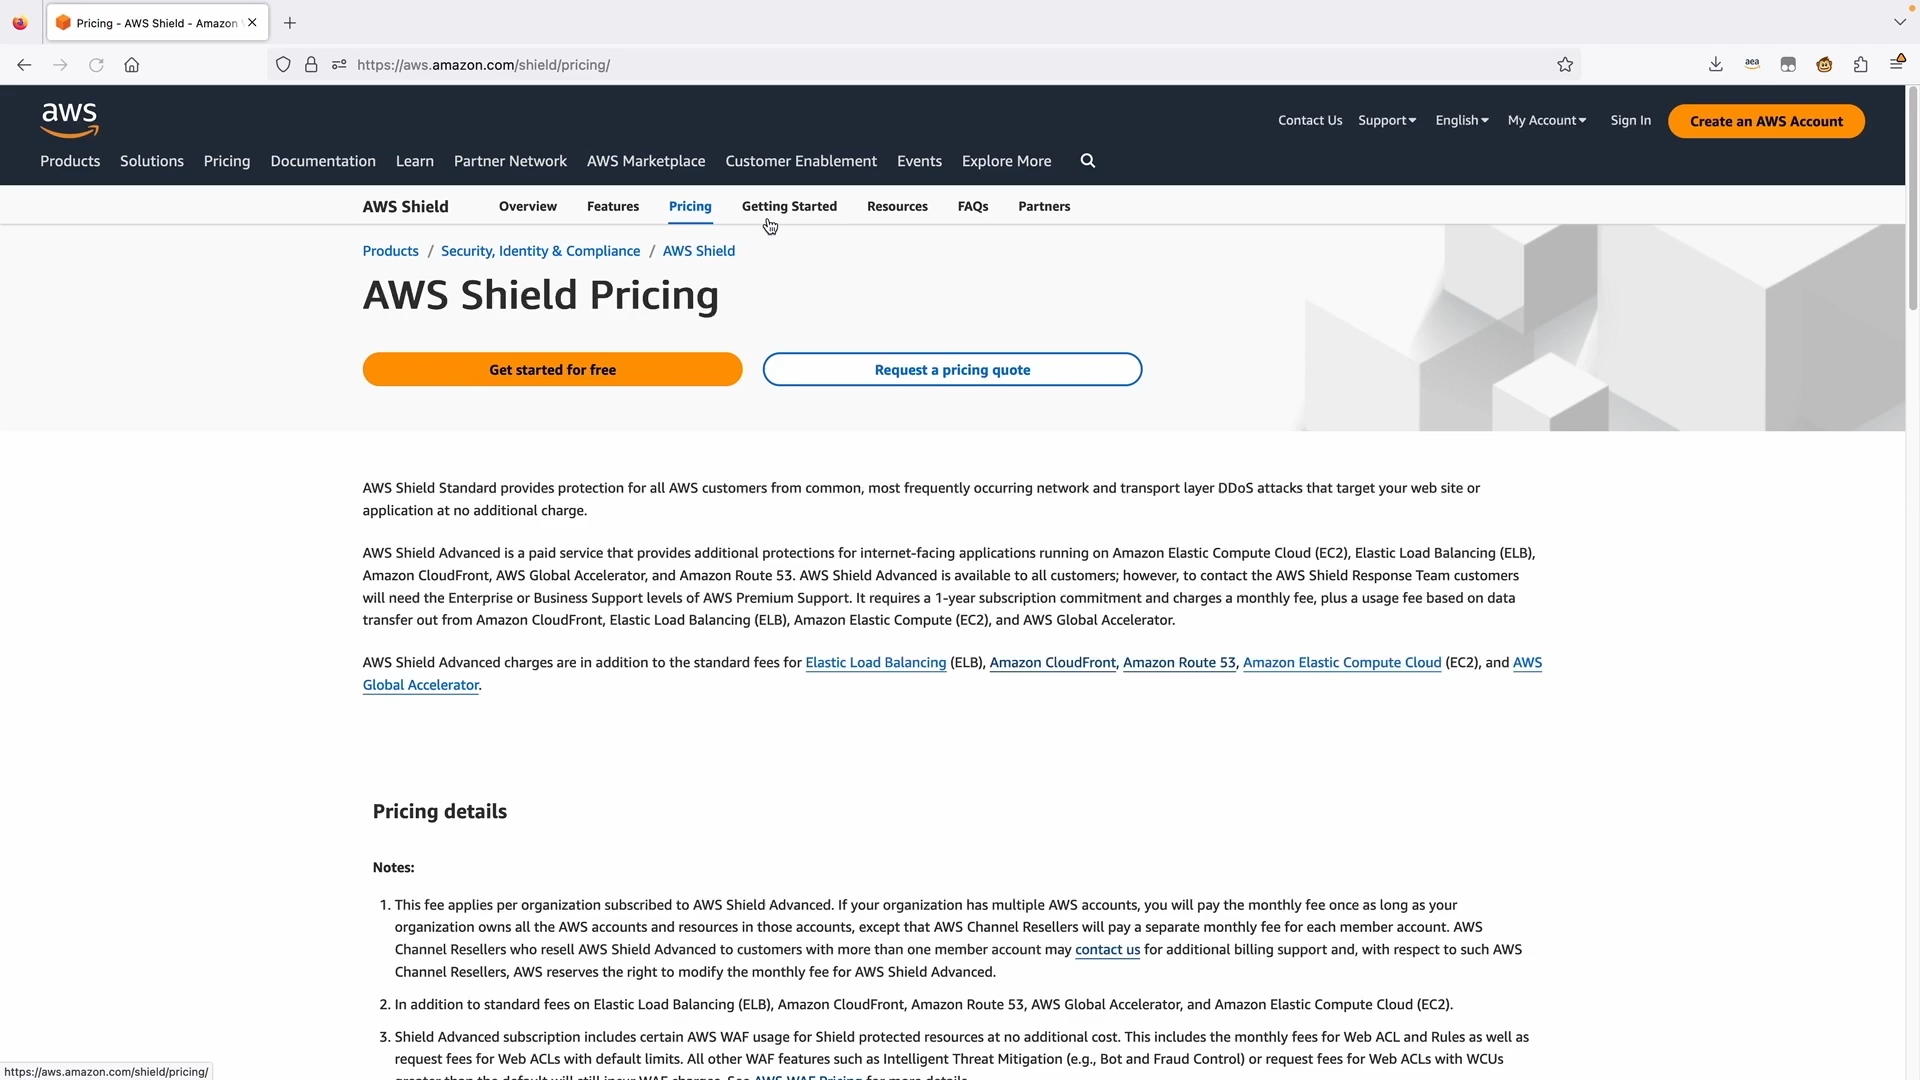 Pricing - AWS Shield - Amazon
https://aws.amazon.com/shield/pricing/
aea
aws
Contact Us Support English My Account Sign In Create an AWS Account
Products Solutions Pricing Documentation Learn Partner Network AWS Marketplace Customer Enablement Events Explore More
AWS Shield Overview Features Pricing Getting Started Resources FAQs Partners
Products / Security, Identity & Compliance / AWS Shield
AWS Shield Pricing
Get started for free Request a pricing quote
AWS Shield Standard provides protection for all AWS customers from common, most frequently occurring network and transport layer DDoS attacks that target your web site or
application at no additional charge.
AWS Shield Advanced is a paid service that provides additional protections for internet-facing applications running on Amazon Elastic Compute Cloud (EC2), Elastic Load Balancing (ELB),
Amazon CloudFront, AWS Global Accelerator, and Amazon Route 53. AWS Shield Advanced is available to all customers; however, to contact the AWS Shield Response Team customers
will need the Enterprise or Business Support levels of AWS Premium Support. It requires a 1-year subscription commitment and charges a monthly fee, plus a usage fee based on data
transfer out from Amazon CloudFront, Elastic Load Balancing (ELB), Amazon Elastic Compute (EC2), and AWS Global Accelerator.
AWS Shield Advanced charges are in addition to the standard fees for Elastic Load Balancing (ELB), Amazon CloudFront, Amazon Route 53, Amazon Elastic Compute Cloud (EC2), and AWS
Global Accelerator.
Pricing details
Notes:
1. This fee applies per organization subscribed to AWS Shield Advanced. If your organization has multiple AWS accounts, you will pay the monthly fee once as long as your
organization owns all the AWS accounts and resources in those accounts, except that AWS Channel Resellers will pay a separate monthly fee for each member account. AWS
Channel Resellers who resell AWS Shield Advanced to customers with more than one member account may contact us for additional billing support and, with respect to such AWS
Channel Resellers, AWS reserves the right to modify the monthly fee for AWS Shield Advanced.
2. In addition to standard fees on Elastic Load Balancing (ELB), Amazon CloudFront, Amazon Route 53, AWS Global Accelerator, and Amazon Elastic Compute Cloud (EC2).
3. Shield Advanced subscription includes certain AWS WAF usage for Shield protected resources at no additional cost. This includes the monthly fees for Web ACL and Rules as well as
request fees for Web ACLs with default limits. All other WAF features such as Intelligent Threat Mitigation (e.g., Bot and Fraud Control) or request fees for Web ACLs with WCUs
greater than the default will still incur WAF charges. See AWS WAF Pricing for more details.
https://aws.amazon.com/shield/pricing/